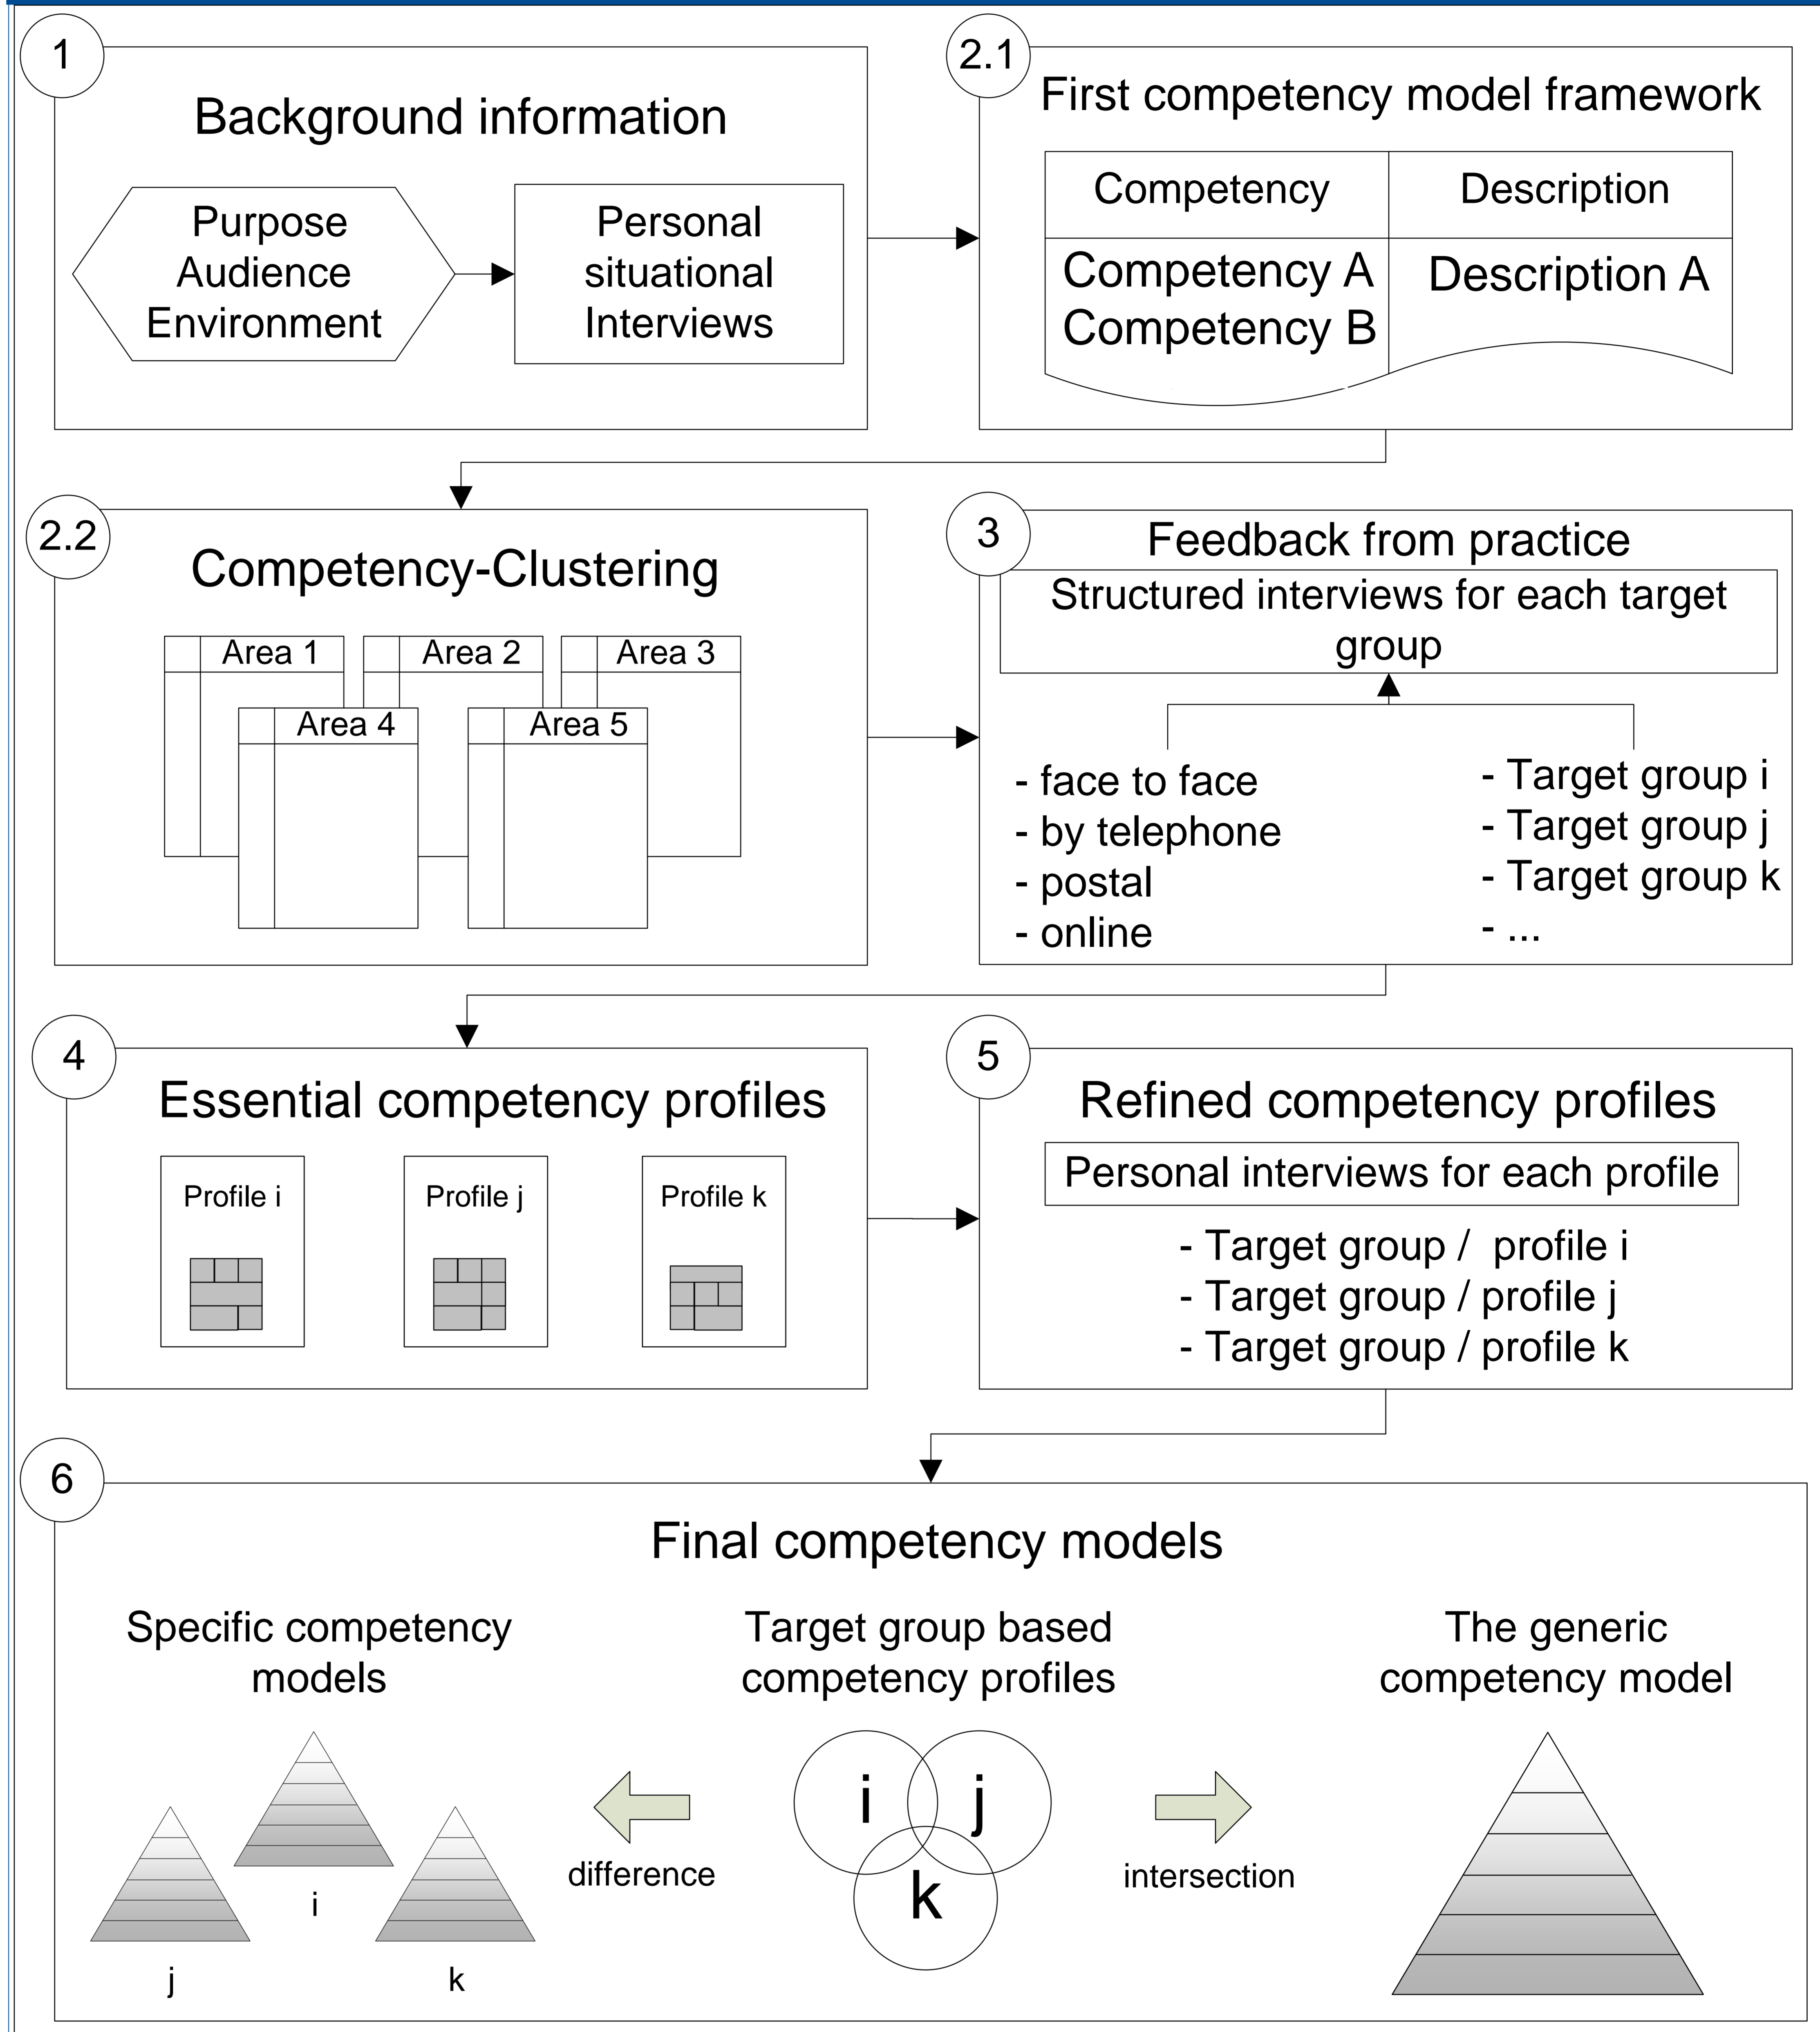 1
Background information
Purpose
Audience
Environment
Personal
situational
Interviews
2.1
First competency model framework
Competency
Description
Competency A
Description A
Competency B
2.2
Competency-Clustering
Area 1
Area 2
Area 3
Area 4
Area 5
3
Feedback from practice
Structured interviews for each target
group
- face to face
- by telephone
- postal
- online
- Target group i
- Target group j
- Target group k
- ...
4
Essential competency profiles
Profile i
Profile j
Profile k
5
Refined competency profiles
Personal interviews for each profile
- Target group / profile i
- Target group / profile j
- Target group / profile k
6
Final competency models
Specific competency
models
i
j
k
difference
Target group based
competency profiles
i
j
k
intersection
The generic
competency model